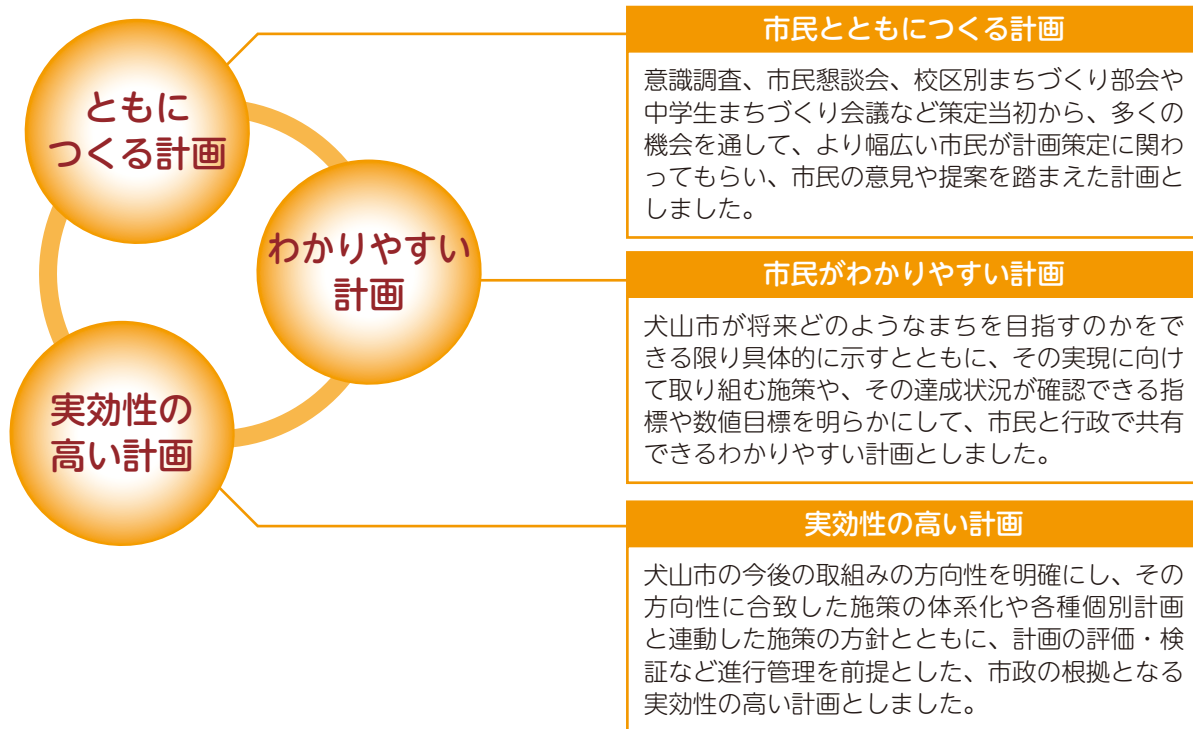 ともに
つくる計画
わかりやすい
計画
実効性の
高い計画
市民とともにつくる計画
意識調査、市民懇談会、校区別まちづくり部会や
中学生まちづくり会議など策定当初から、多くの
機会を通して、より幅広い市民が計画策定に関わ
ってもらい、市民の意見や提案を踏まえた計画と
しました。
市民がわかりやすい計画
犬山市が将来どのようなまちを目指すのかをで
きる限り具体的に示すとともに、その実現に向け
て取り組む施策や、その達成状況が確認できる指
標や数値目標を明らかにして、市民と行政で共有
できるわかりやすい計画としました。
実効性の高い計画
犬山市の今後の取組みの方向性を明確にし、その
方向性に合致した施策の体系化や各種個別計画
と連動した施策の方針とともに、計画の評価・検
証など進行管理を前提とした、市政の根拠となる
実効性の高い計画としました。